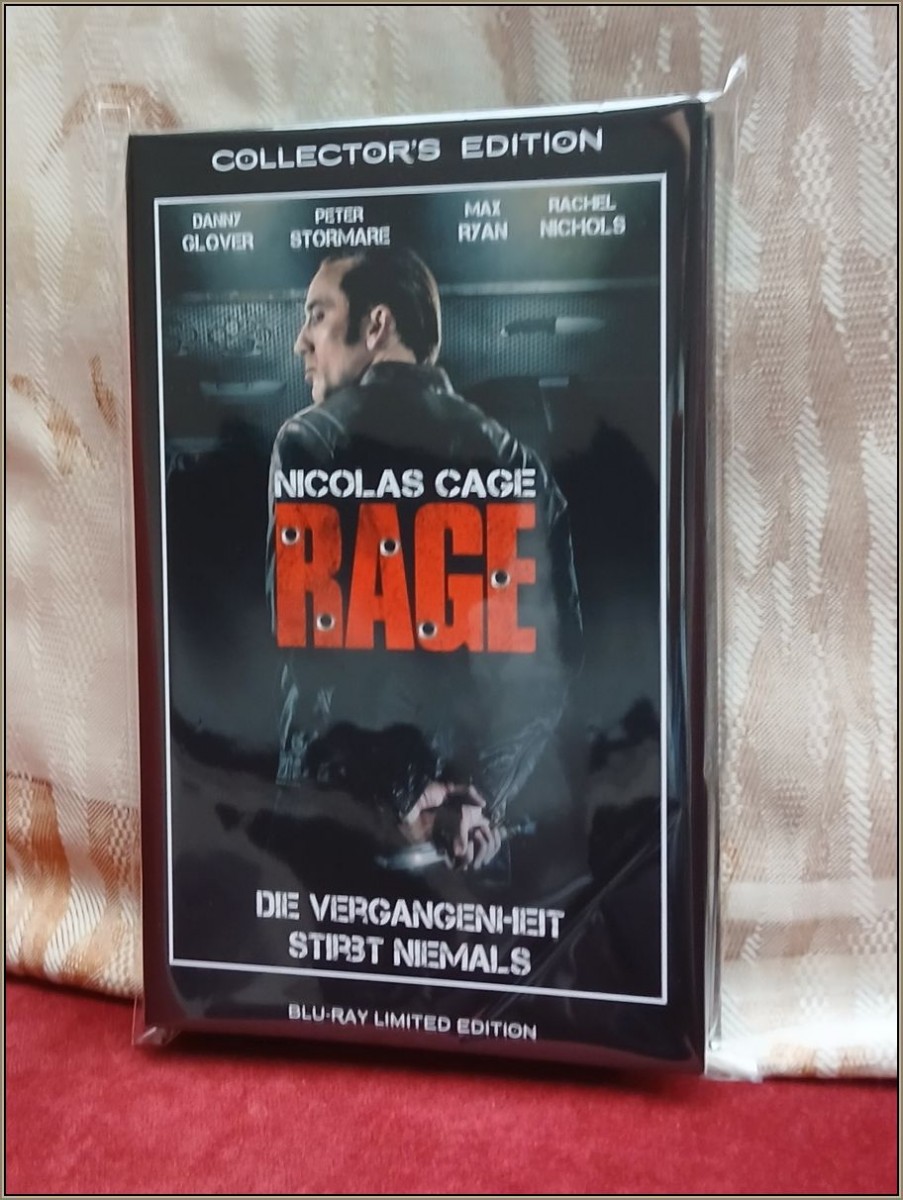 COLLECTOR'S EDITION
DANNY GLOVER
PETER STORMARE
MAX RYAN
RACHEL NICHOLS
NICOLAS CAGE
RAGE
DIE VERGANGENHEIT
STIRBT NIEMALS
BLU-RAY LIMITED EDITION